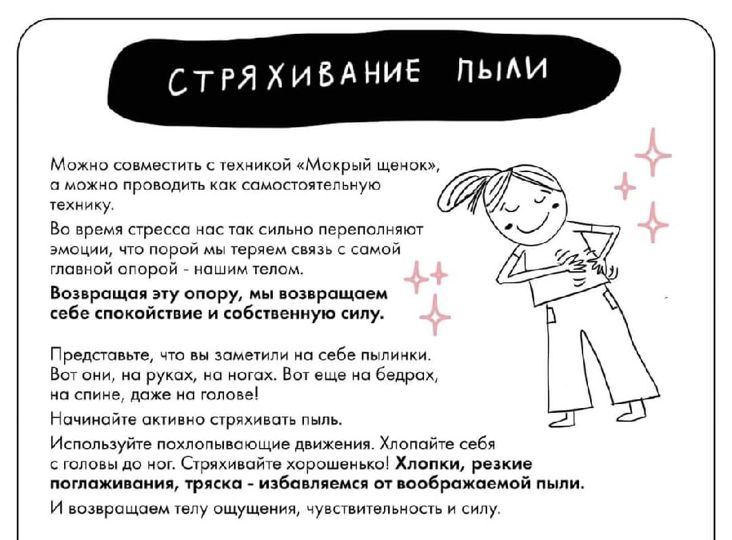 СТРЯХИВАНИЕ ПЫЛИ
Можно совместить с техникой «Мокрый щенок»,
а можно проводить как самостоятельную
технику.
Во время стресса нас так сильно переполняют
эмоции, что порой мы теряем связь с самой
главной опорой - нашим телом.
Возвращая эту опору, мы возвращаем
себе спокойствие и собственную силу.
Представьте, что вы заметили на себе пылинки.
Вот они, на руках, на ногах. Вот еще на бедрах,
на спине, даже на голове!
Начинайте активно стряхивать пыль.
Используйте похлопывающие движения. Хлопайте себя
с головы до ног. Стряхивайте хорошенько! Хлопки, резкие
поглаживания, тряска - избавляемся от воображаемой пыли.
И возвращаем телу ощущения, чувствительность и силу.